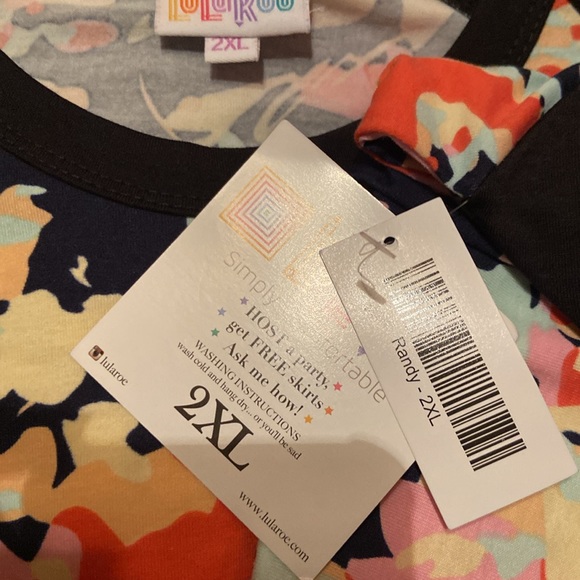 LuLaRoe
2XL
Simply
HOST a party,
get FREE skirts
Ask me how!
WASHING INSTRUCTIONS
wash cold and hang dry... or you'll be sad
2XL
www.lularoe.com
lularoe
Randy - 2XL